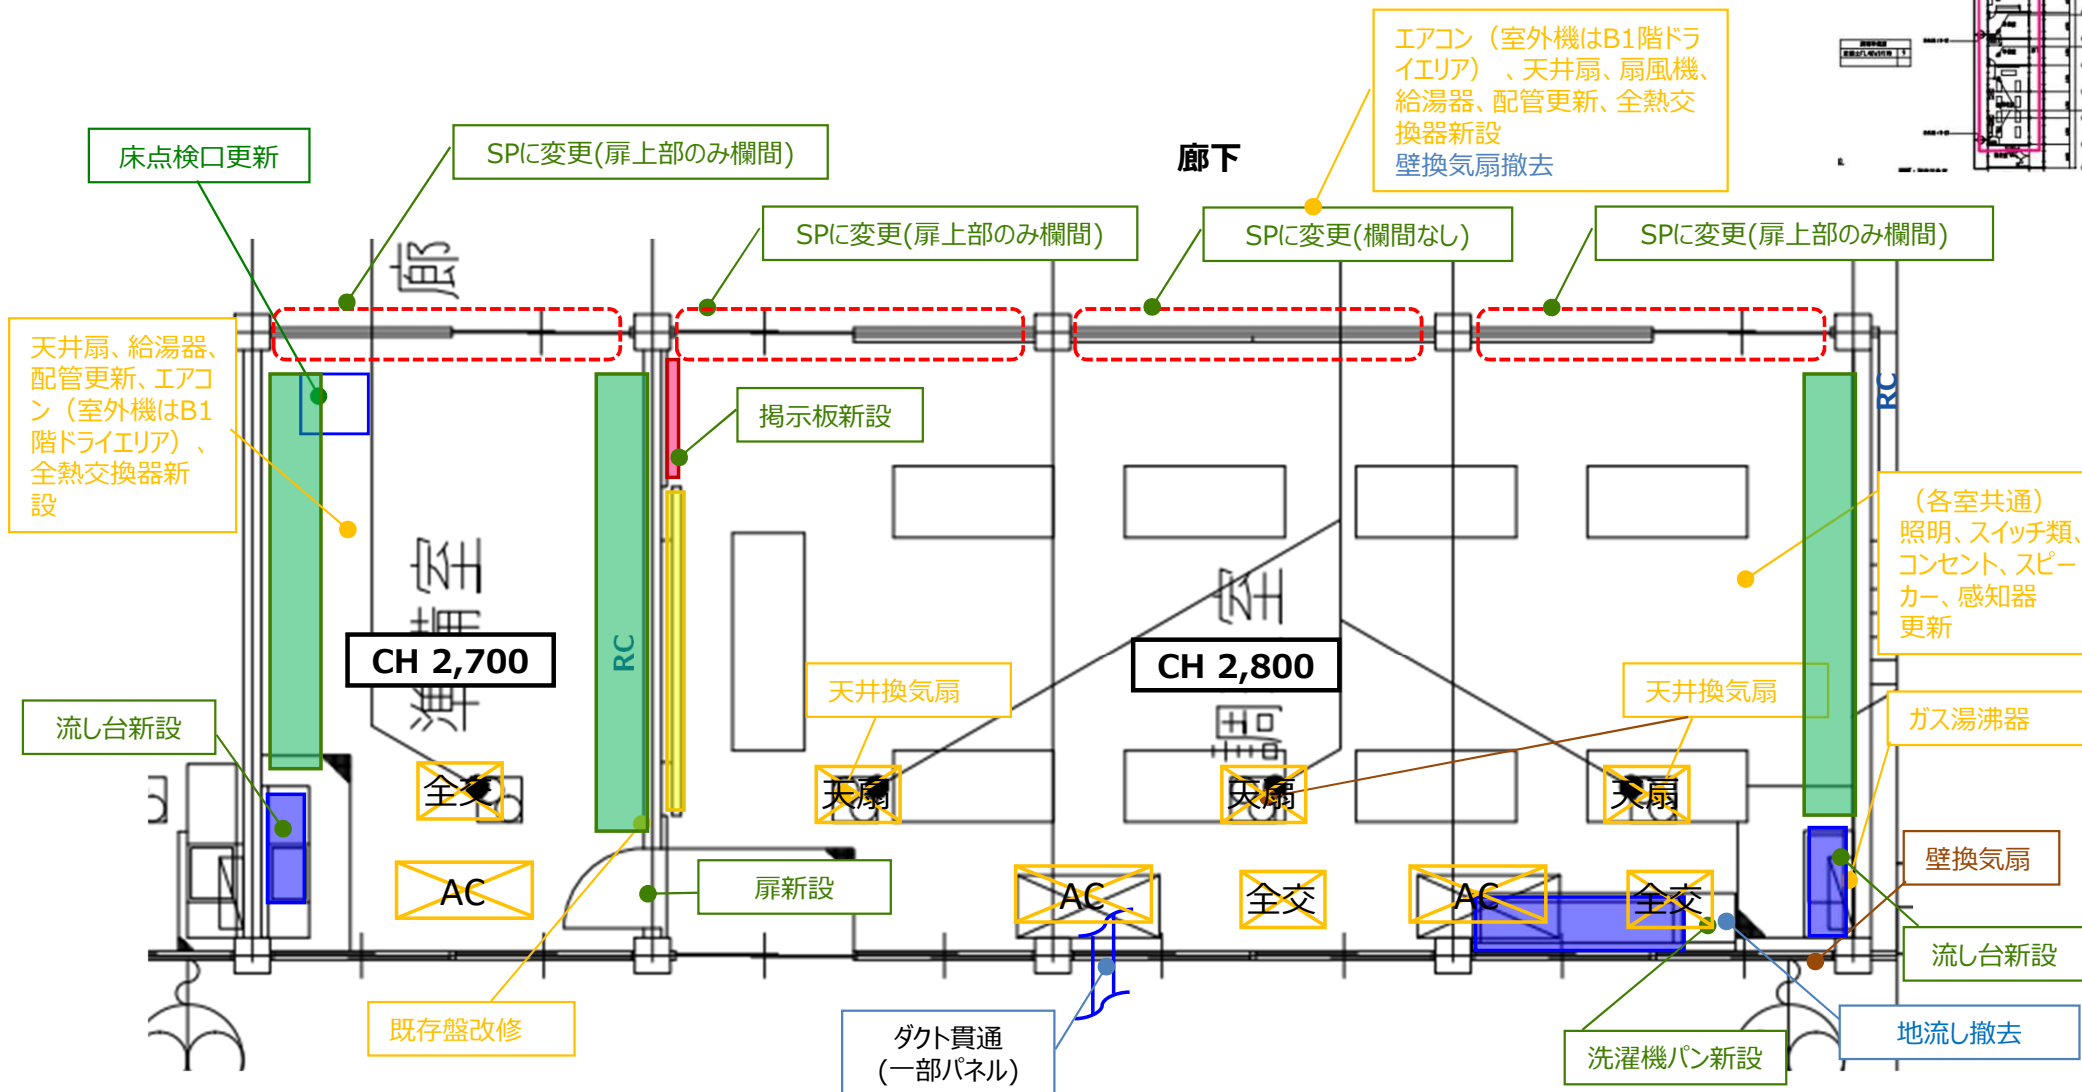 エアコン（室外機はB1階ドラ
イエリア）、天井扇、扇風機、
給湯器、配管更新、全熱交
換器新設
壁換気扇撤去
床点検口更新
SPに変更(扉上部のみ欄間)
廊下
SPに変更(扉上部のみ欄間)
SPに変更(欄間なし)
SPに変更(扉上部のみ欄間)
廊
天井扇、給湯器、
配管更新、エアコ
ン（室外機はB1
階ドライエリア）、
全熱交換器新
設
掲示板新設
RC
（各室共通）
照明、スイッチ類、
コンセント、スピー
カー、感知器
更新
準備室
CH 2,700
RC
調
室
CH 2,800
天井換気扇
天井換気扇
流し台新設
ガス湯沸器
全交
天扇
天扇
天扇
AC
扉新設
AC
全交
AC
全交
壁換気扇
流し台新設
既存盤改修
ダクト貫通
(一部パネル)
洗濯機パン新設
地流し撤去